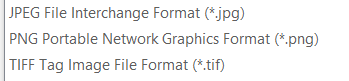 JPEG File Interchange Format (*.jpg)
PNG Portable Network Graphics Format (*.png)
TIFF Tag Image File Format (*.tif)